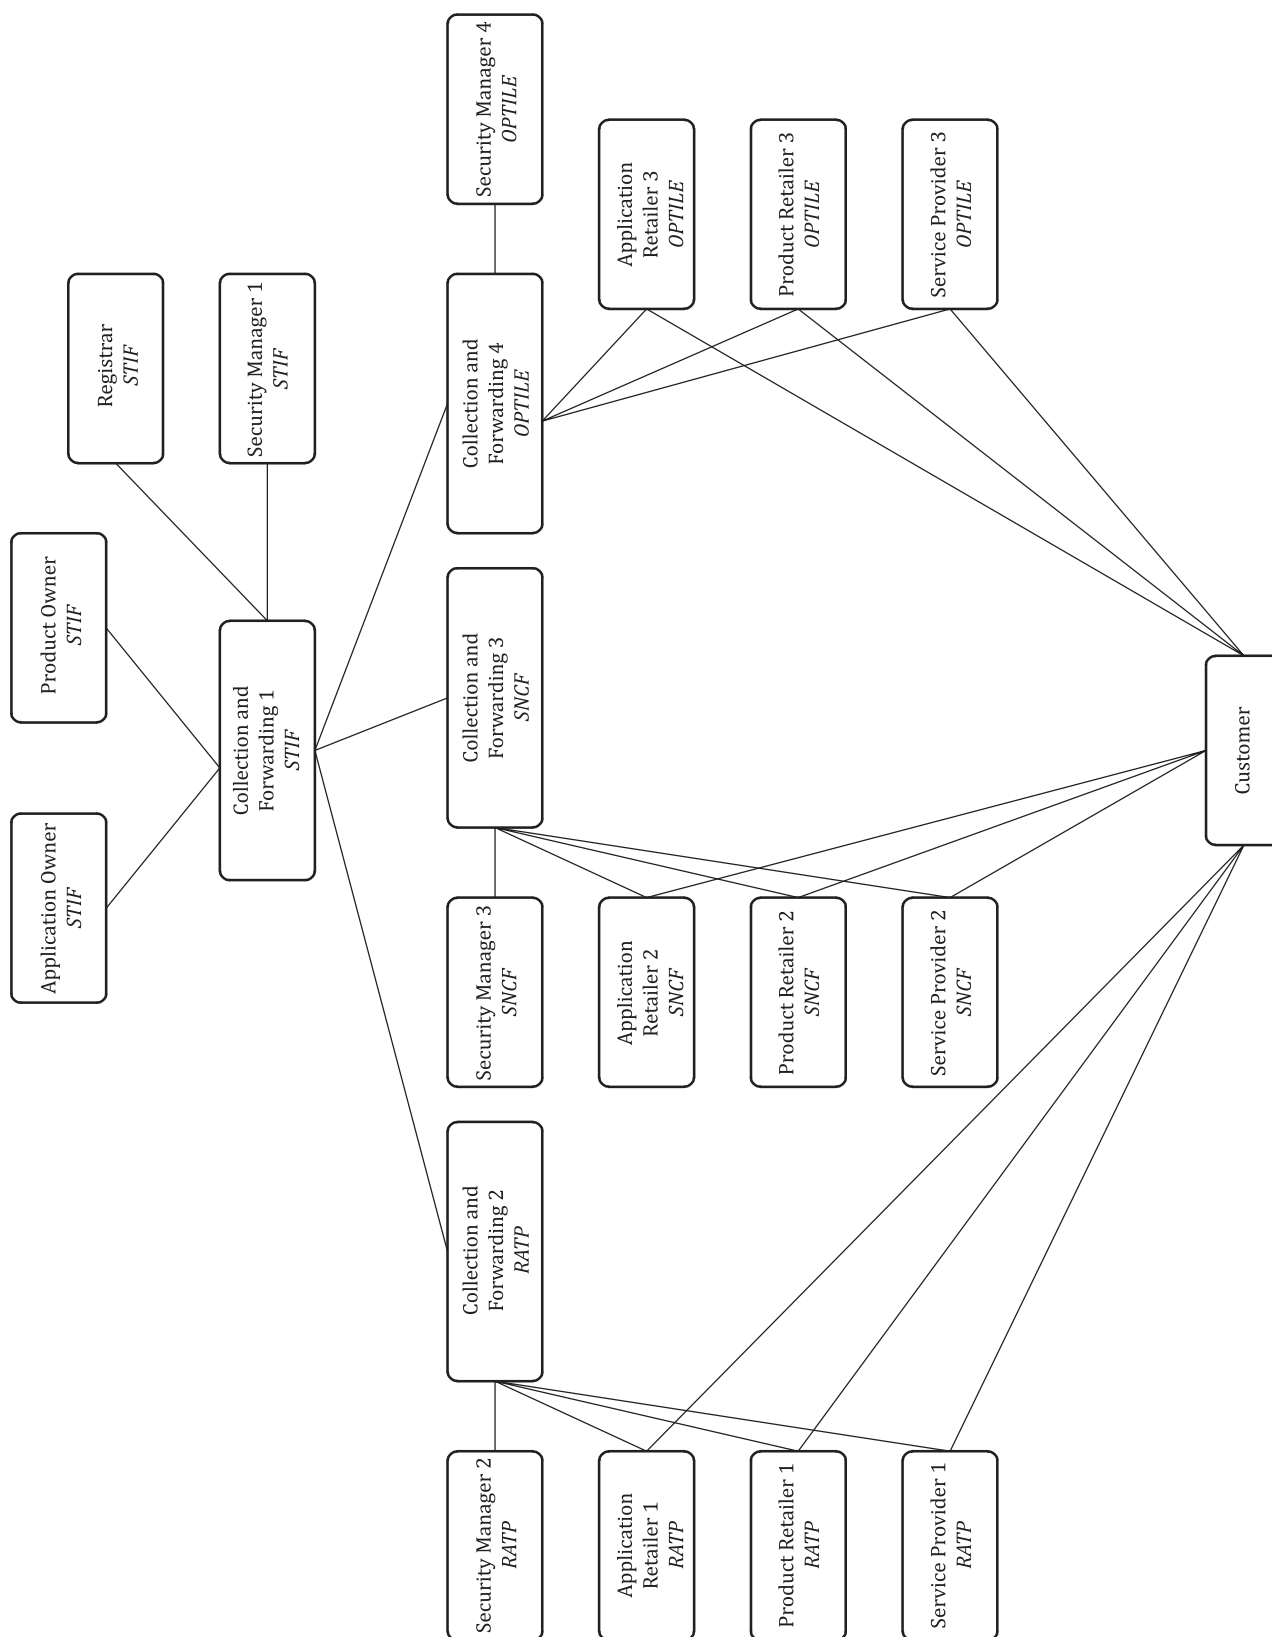 Application Owner
STIF
Product Owner
STIF
Registrar
STIF
Collection and
Forwarding 1
STIF
Security Manager 1
STIF
Security Manager 2
RATP
Collection and
Forwarding 2
RATP
Security Manager 3
SNCF
Collection and
Forwarding 3
SNCF
Collection and
Forwarding 4
OPTILE
Security Manager 4
OPTILE
Application
Retailer 1
RATP
Application
Retailer 2
SNCF
Application
Retailer 3
OPTILE
Product Retailer 1
RATP
Product Retailer 2
SNCF
Product Retailer 3
OPTILE
Service Provider 1
RATP
Service Provider 2
SNCF
Service Provider 3
OPTILE
Customer